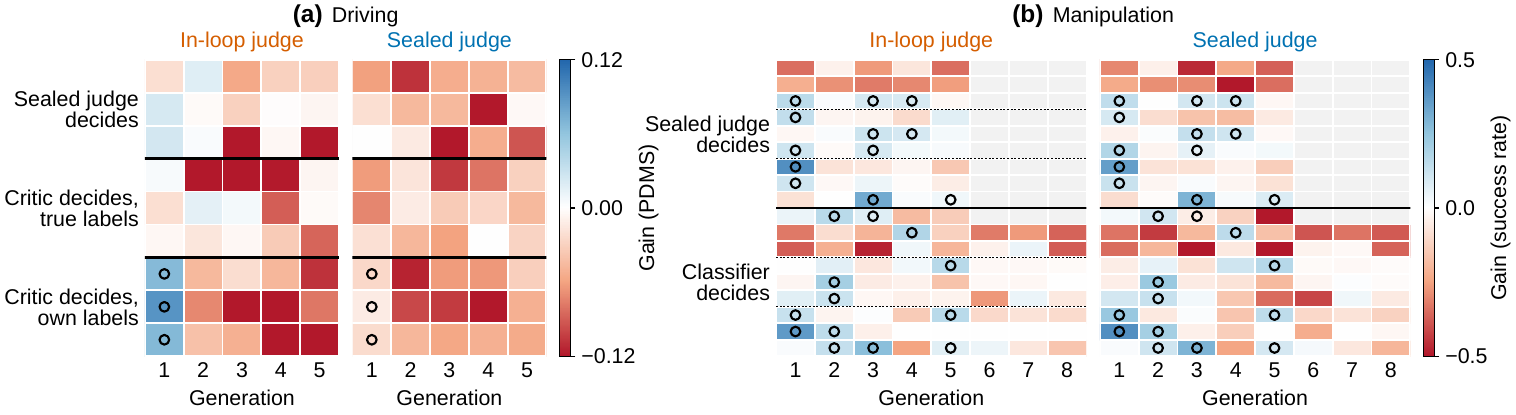 (a) Driving
In-loop judge
Sealed judge
0.12
0.00
−0.12
Gain (PDMS)
Sealed judge
decides
Critic decides,
true labels
Critic decides,
own labels
1 2 3 4 5
1 2 3 4 5
Generation
Generation
(b) Manipulation
In-loop judge
Sealed judge
0.5
0.0
−0.5
Gain (success rate)
Sealed judge
decides
Classifier
decides
1 2 3 4 5 6 7 8
1 2 3 4 5 6 7 8
Generation
Generation